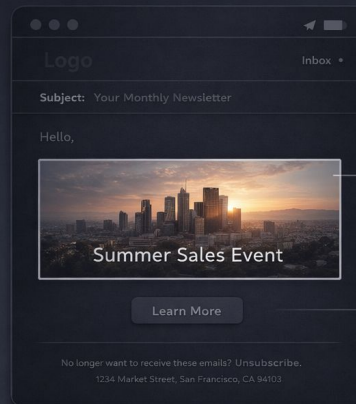 Logo
Inbox •
Subject: Your Monthly Newsletter
Hello,
Summer Sales Event
Learn More
No longer want to receive these emails? Unsubscribe.
1234 Market Street, San Francisco, CA 94103